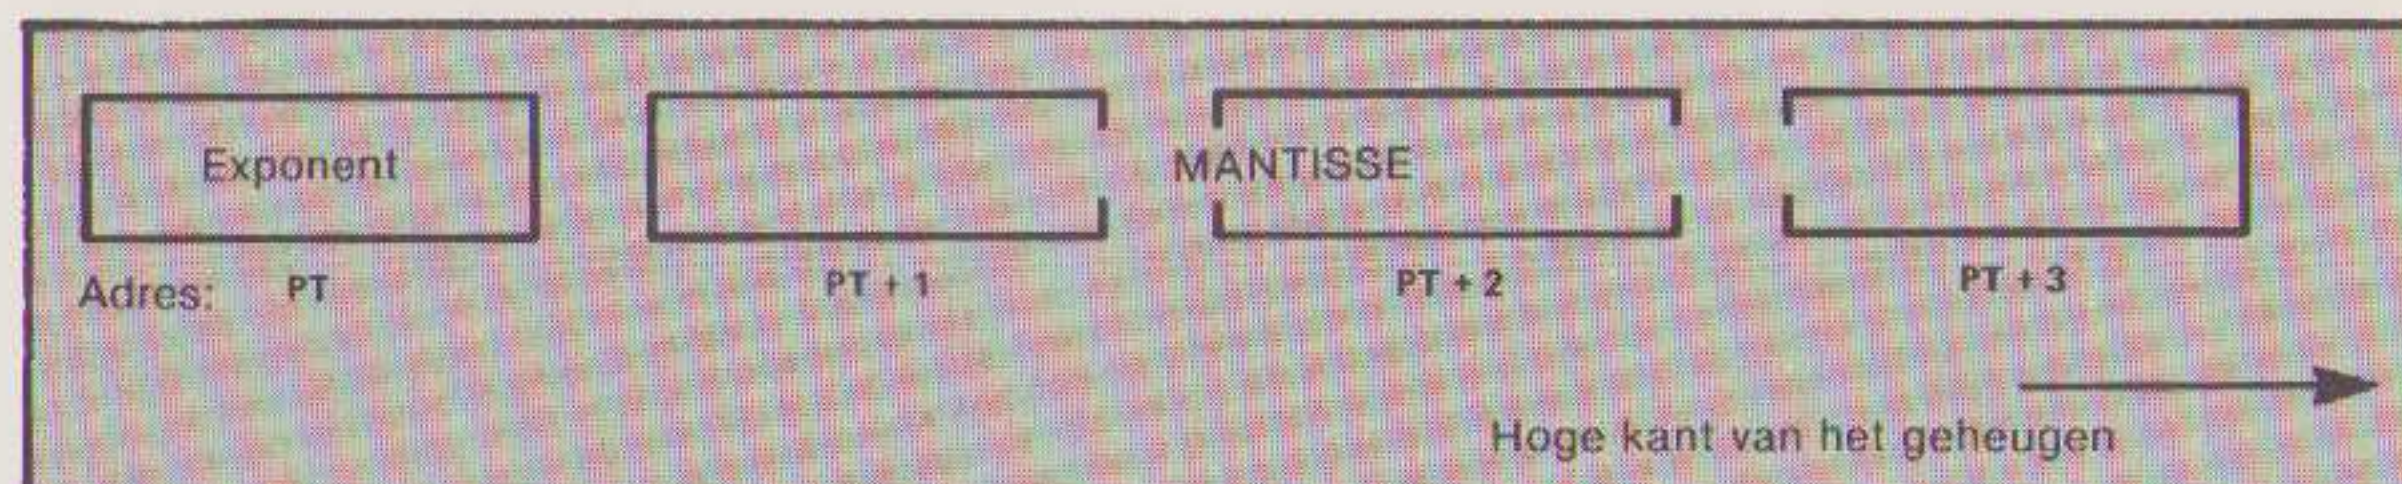 Exponent MANTISSE
Adres: PT PT + 1 PT + 2 PT + 3
Hoge kant van het geheugen